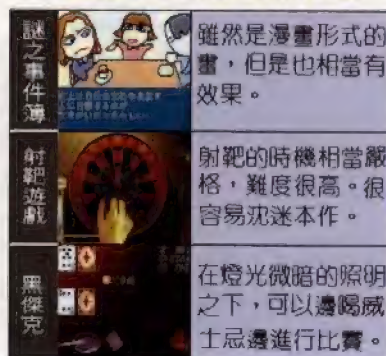 謎之事件簿
雖然是漫畫形式的
畫，但是也相當有
效果。
射靶遊戲
射靶的時機相當嚴
格，難度很高。很
容易沈迷本作。
黑傑克
在燈光微暗的照明
之下，可以邊喝威
士忌邊進行比賽。